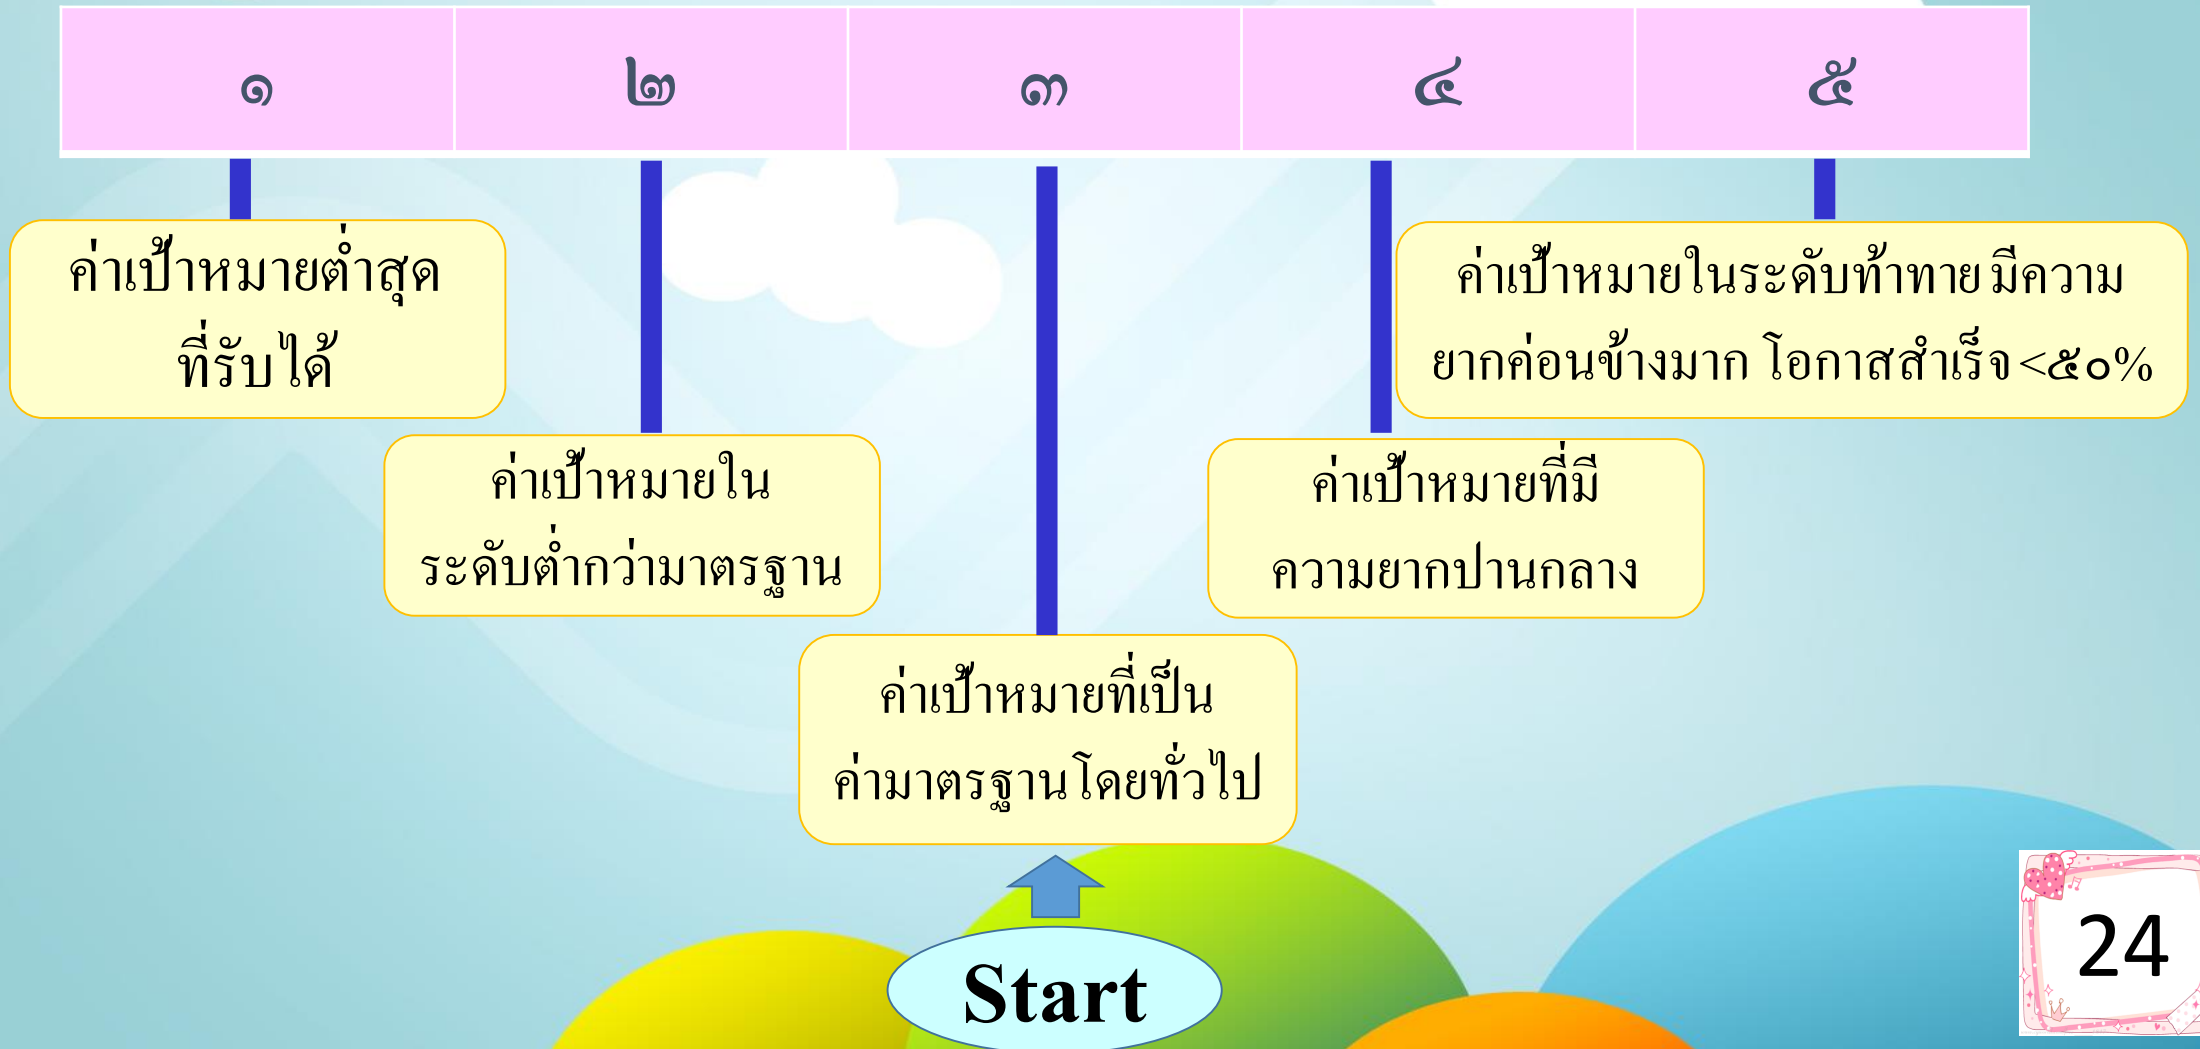 ๑ ๒ ๓ ๔ ๕
ค่าเป้าหมายต่ำสุด
ที่รับได้
ค่าเป้าหมายใน
ระดับต่ำกว่ามาตรฐาน
ค่าเป้าหมายที่เป็น
ค่ามาตรฐานโดยทั่วไป
ค่าเป้าหมายที่มี
ความยากปานกลาง
ค่าเป้าหมายในระดับท้าทาย มีความ
ยากค่อนข้างมาก โอกาสสำเร็จ <๕๐%
Start
24